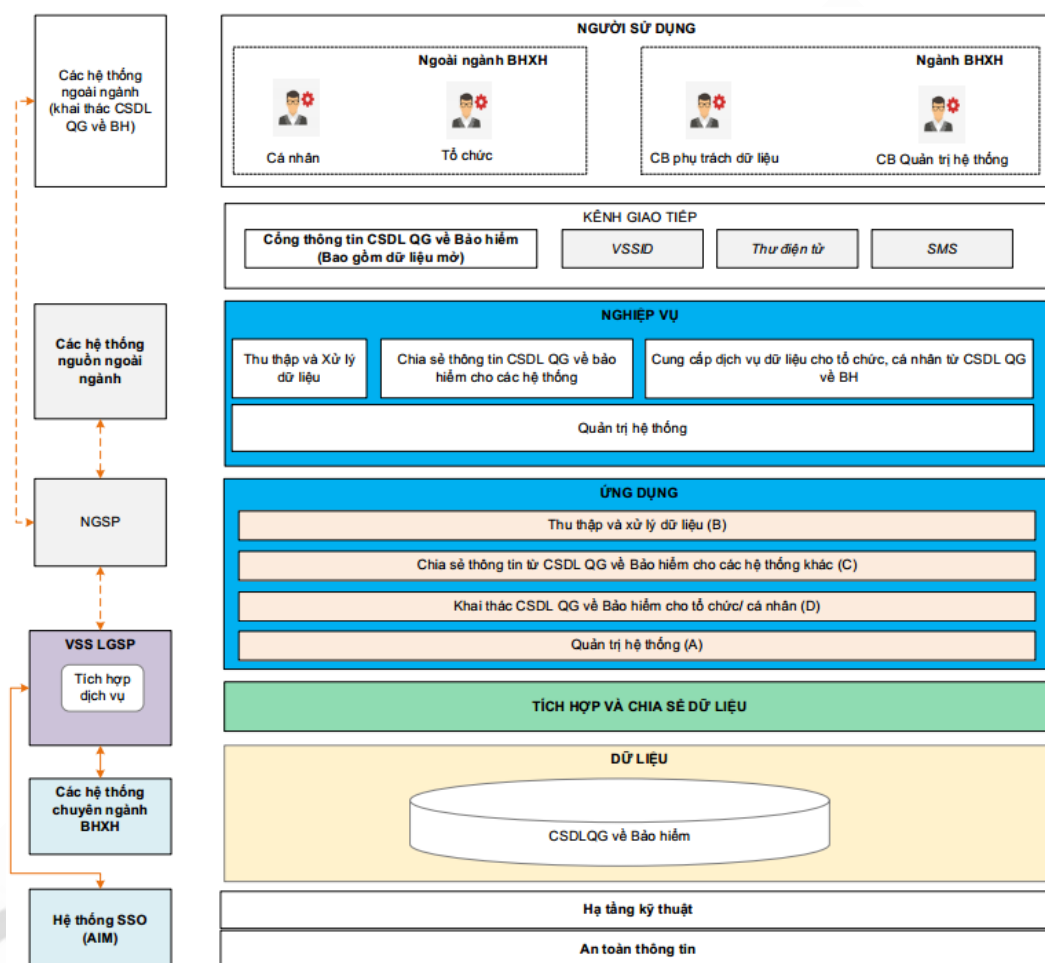 Các hệ thống
ngoài ngành
(khai thác CSDL
QG về BH)
Các hệ thống
nguồn ngoài
ngành
NGSP
VSS LGSP
Tích hợp
dịch vụ
Các hệ thống
chuyên ngành
BHXH
Hệ thống SSO
(AIM)
NGƯỜI SỬ DỤNG
Ngoài ngành BHXH
Cá nhân
Tổ chức
Ngành BHXH
CB phụ trách dữ liệu
CB Quản trị hệ thống
KÊNH GIAO TIẾP
Cổng thông tin CSDL QG về Bảo hiểm
(Bao gồm dữ liệu mở)
VSSID
Thư điện tử
SMS
NGHIỆP VỤ
Thu thập và Xử lý
dữ liệu
Chia sẻ thông tin CSDL QG về bảo
hiểm cho các hệ thống
Cung cấp dịch vụ dữ liệu cho tổ chức, cá nhân từ CSDL QG
về BH
Quản trị hệ thống
ỨNG DỤNG
Thu thập và xử lý dữ liệu (B)
Chia sẻ thông tin từ CSDL QG về Bảo hiểm cho các hệ thống khác (C)
Khai thác CSDL QG về Bảo hiểm cho tổ chức/ cá nhân (D)
Quản trị hệ thống (A)
TÍCH HỢP VÀ CHIA SẺ DỮ LIỆU
DỮ LIỆU
CSDLQG về Bảo hiểm
Hạ tầng kỹ thuật
An toàn thông tin